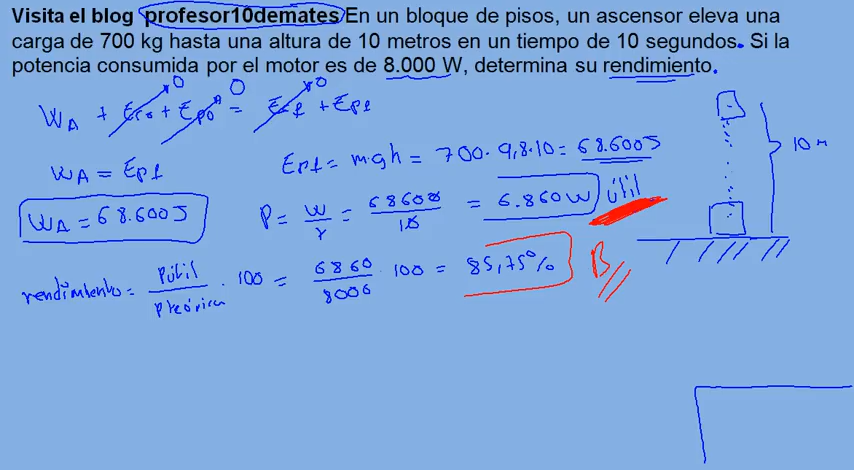 Visita el blog profesor10demates En un bloque de pisos, un ascensor eleva una
carga de 700 kg hasta una altura de 10 metros en un tiempo de 10 segundos. Si la
potencia consumida por el motor es de 8.000 W, determina su rendimiento.
WA + Eco + Epo = Ecf + Epf
0 0 0
WA = Epf
Epf = m·g·h = 700 · 9,8 · 10 = 68.600J
10 m
WA = 68.600J
P = W/T = 68600/10 = 6.860W útil
rendimiento = Pútil/Pteórica · 100 = 6860/8000 · 100 = 85,75% B